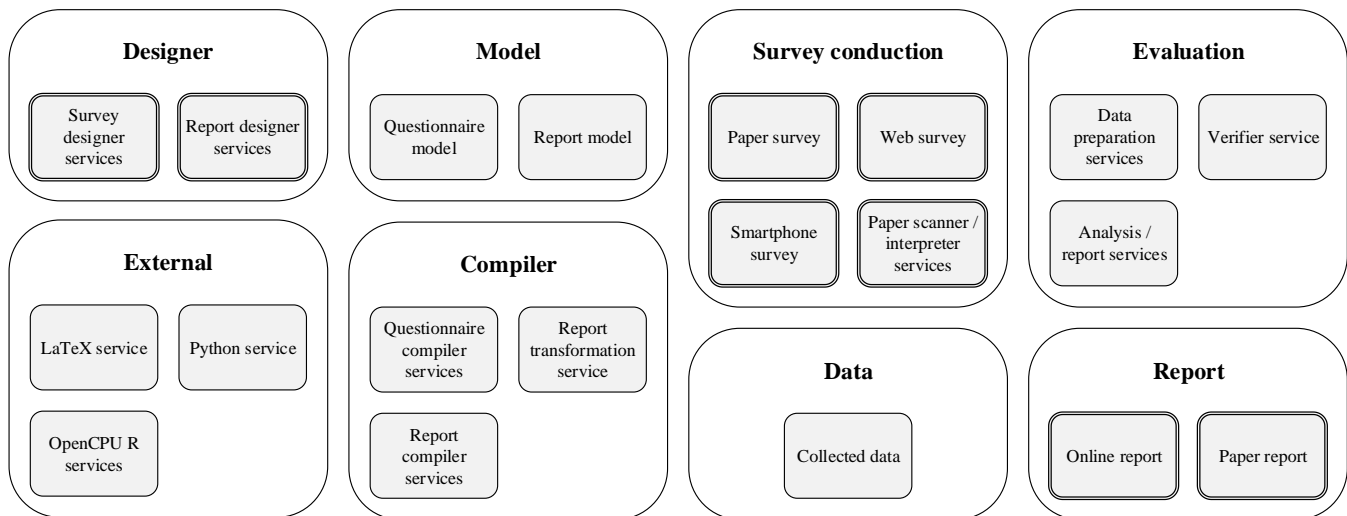 Designer
Survey
designer
services
Report designer
services
Model
Questionnaire
model
Report model
Survey conduction
Paper survey
Web survey
Smartphone
survey
Paper scanner /
interpreter
services
Evaluation
Data
preparation
services
Verifier service
Analysis /
report services
External
LaTeX service
Python service
OpenCPU R
services
Compiler
Questionnaire
compiler
services
Report
transformation
service
Report
compiler
services
Data
Collected data
Report
Online report
Paper report